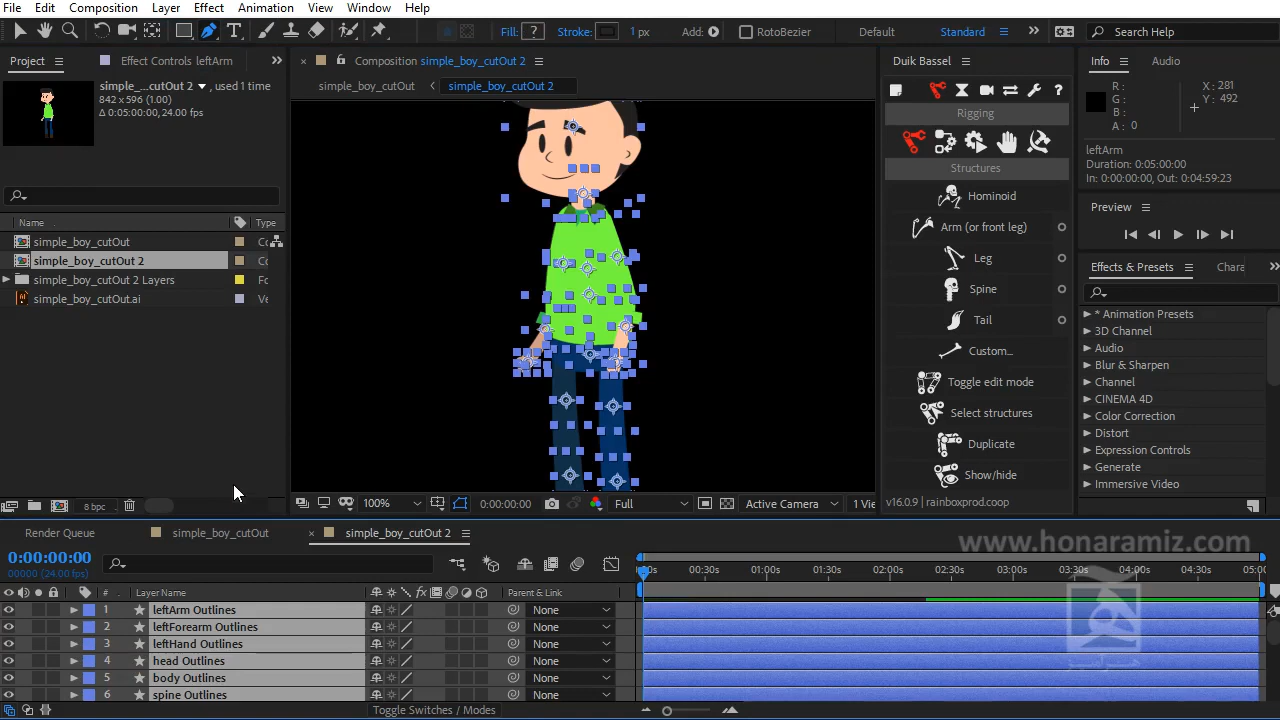 File Edit Composition Layer Effect Animation View Window Help
Fill: ? Stroke: 1 px Add: RotoBezier Default Standard Search Help
Project Effect Controls leftArm Composition simple_boy_cutOut 2 Duik Bassel Info Audio
simple_...cutOut 2 , used 1 time
842 x 596 (1.00)
Δ 0:05:00:00, 24.00 fps
simple_boy_cutOut simple_boy_cutOut 2
Rigging
Structures
Hominoid
Arm (or front leg)
Leg
Spine
Tail
Custom...
Toggle edit mode
Select structures
Duplicate
Show/hide
v16.0.9 | rainboxprod.coop
R:
G:
B:
A: 0
X: 281
Y: 492
leftArm
Duration: 0:05:00:00
In: 0:00:00:00, Out: 0:04:59:23
Preview
Effects & Presets Chara
* Animation Presets
3D Channel
Audio
Blur & Sharpen
Channel
CINEMA 4D
Color Correction
Distort
Expression Controls
Generate
Immersive Video
Name Type
simple_boy_cutOut Co
simple_boy_cutOut 2 Co
simple_boy_cutOut 2 Layers Fo
simple_boy_cutOut.ai Ve
8 bpc
100% 0:00:00:00 Full Active Camera 1 Vie
Render Queue simple_boy_cutOut simple_boy_cutOut 2
www.honaramiz.com
0:00:00:00
00000 (24.00 fps)
00s 00:30s 01:00s 01:30s 02:00s 02:30s 03:00s 03:30s 04:00s 04:30s 05:00
# Layer Name Parent & Link
1 leftArm Outlines None
2 leftForearm Outlines None
3 leftHand Outlines None
4 head Outlines None
5 body Outlines None
6 spine Outlines None
Toggle Switches / Modes